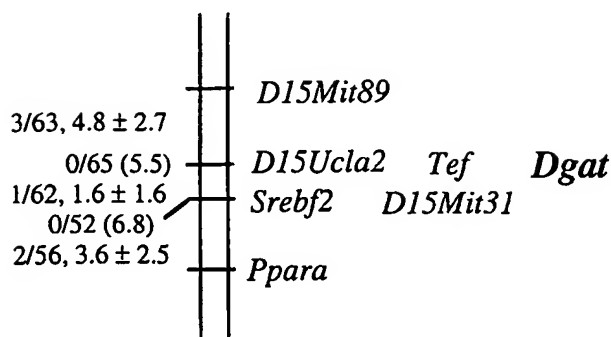 D15Mit89
3/63, 4.8 ± 2.7
0/65 (5.5) D15Ucla2 Tef Dgat
1/62, 1.6 ± 1.6 Srebf2 D15Mit31
0/52 (6.8)
2/56, 3.6 ± 2.5 Ppara